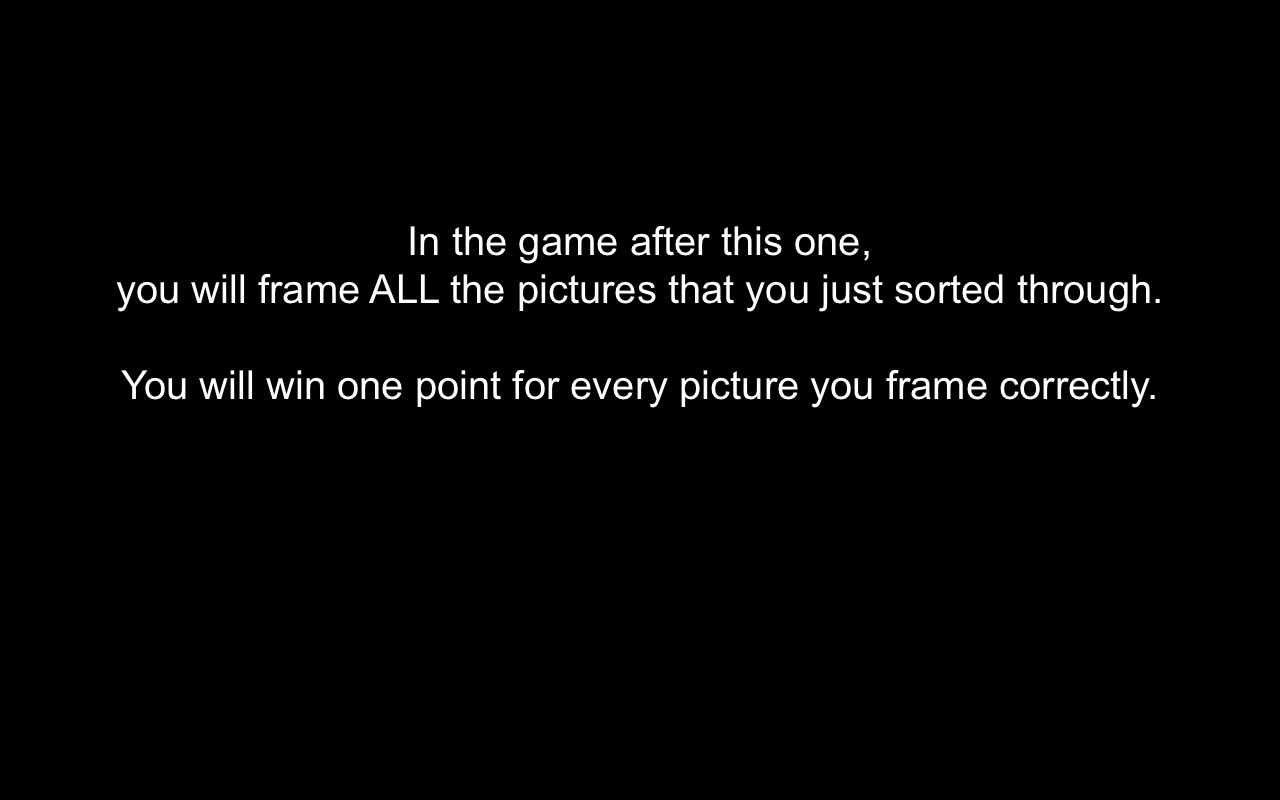 In the game after this one,
you will frame ALL the pictures that you just sorted through.
You will win one point for every picture you frame correctly.